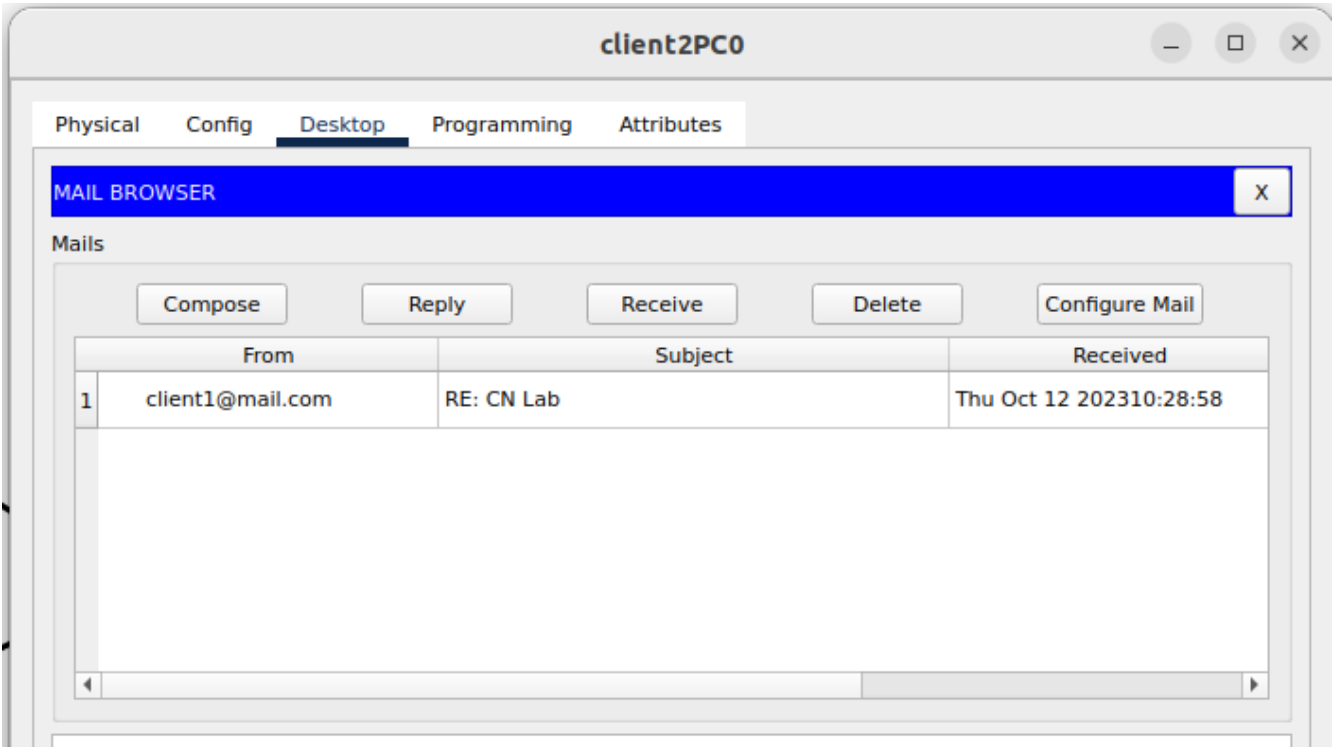 client2PC0
Physical Config Desktop Programming Attributes
MAIL BROWSER X
Mails
Compose Reply Receive Delete Configure Mail
From Subject Received
1 client1@mail.com RE: CN Lab Thu Oct 12 202310:28:58